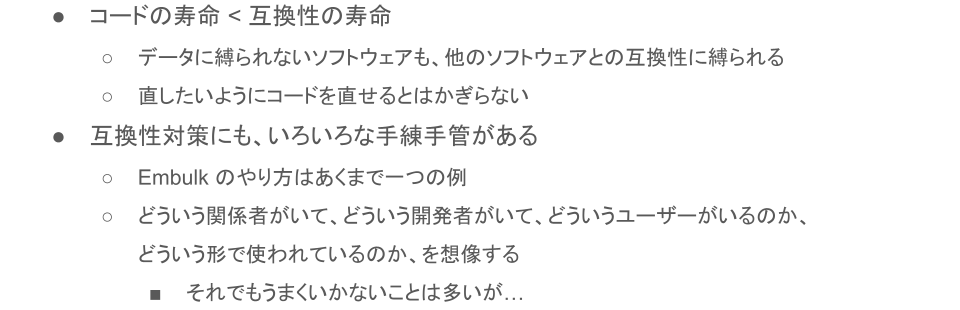 ● コードの寿命 < 互換性の寿命
○ データに縛られないソフトウェアも、他のソフトウェアとの互換性に縛られる
○ 直したいようにコードを直せるとはかぎらない
● 互換性対策にも、いろいろな手練手管がある
○ Embulk のやり方はあくまで一つの例
○ どういう関係者がいて、どういう開発者がいて、どういうユーザーがいるのか、
どういう形で使われているのか、を想像する
■ それでもうまくいかないことは多いが…